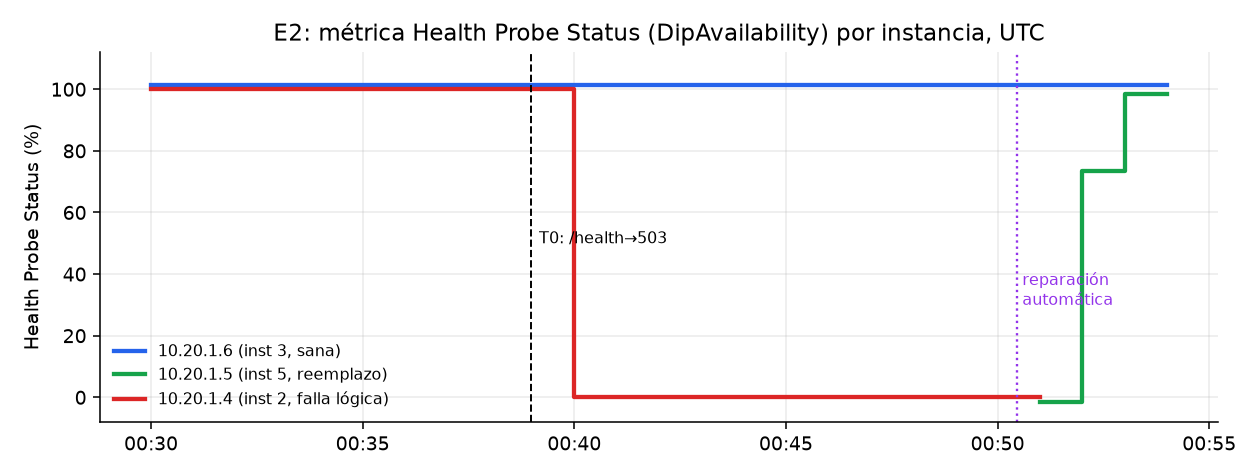 E2: métrica Health Probe Status (DipAvailability) por instancia, UTC
Health Probe Status (%)
100
80
60
40
20
0
T0: /health→503
reparación
automática
10.20.1.6 (inst 3, sana)
10.20.1.5 (inst 5, reemplazo)
10.20.1.4 (inst 2, falla lógica)
00:30
00:35
00:40
00:45
00:50
00:55